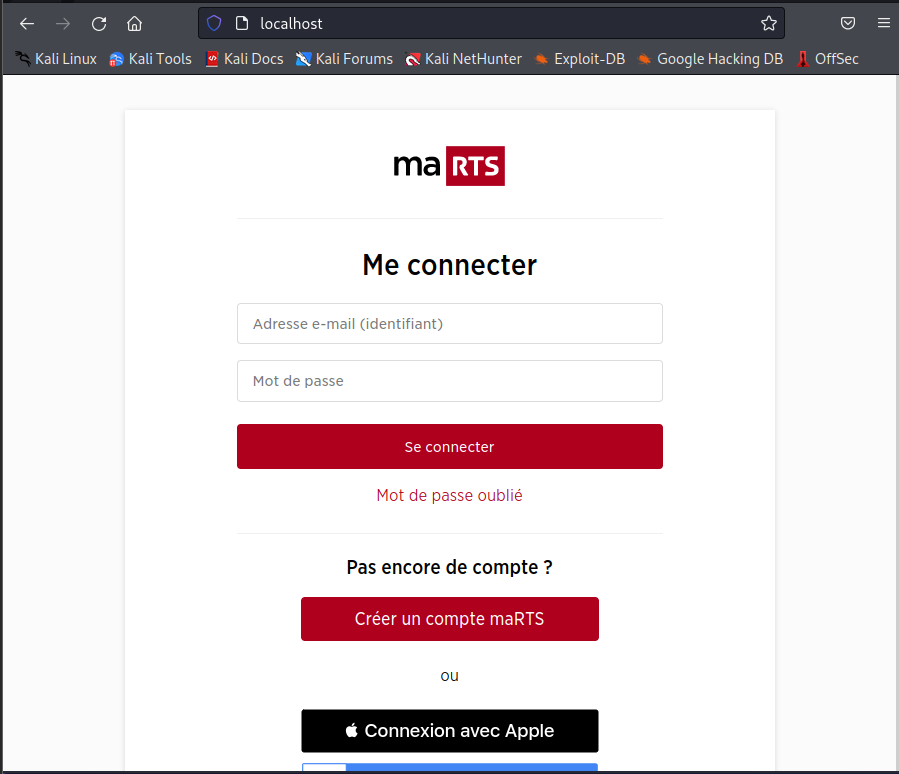 localhost
Kali Linux Kali Tools Kali Docs Kali Forums Kali NetHunter Exploit-DB Google Hacking DB OffSec
ma RTS
Me connecter
Adresse e-mail (identifiant)
Mot de passe
Se connecter
Mot de passe oublié
Pas encore de compte ?
Créer un compte maRTS
ou
Connexion avec Apple